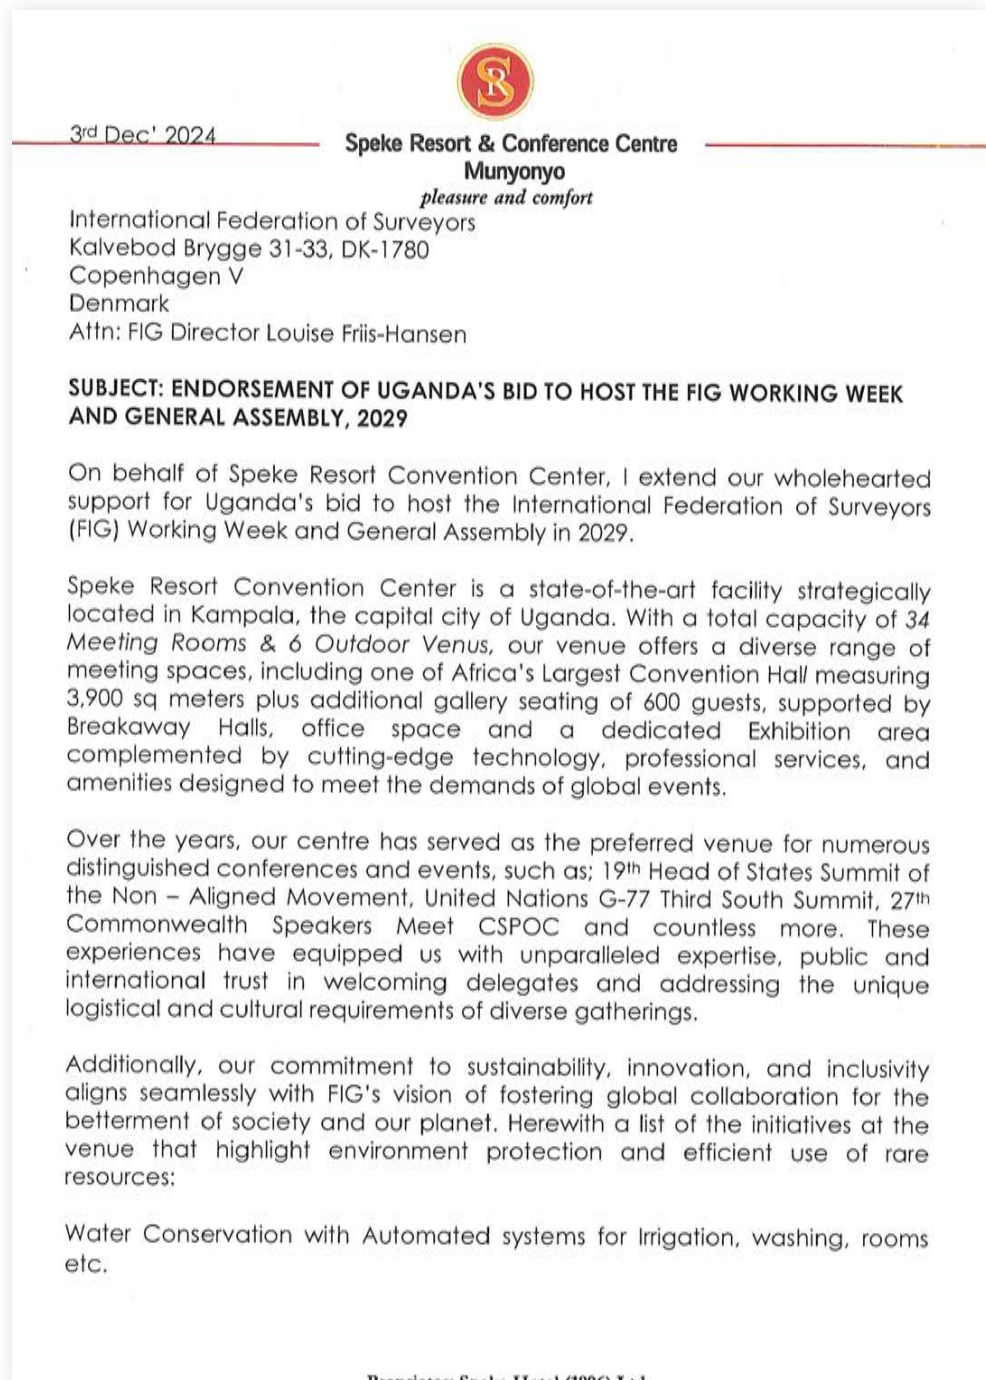 SR
3rd Dec' 2024
Speke Resort & Conference Centre
Munyonyo
pleasure and comfort
International Federation of Surveyors
Kalvebod Brygge 31-33, DK-1780
Copenhagen V
Denmark
Attn: FIG Director Louise Friis-Hansen
SUBJECT: ENDORSEMENT OF UGANDA'S BID TO HOST THE FIG WORKING WEEK
AND GENERAL ASSEMBLY, 2029
On behalf of Speke Resort Convention Center, I extend our wholehearted
support for Uganda's bid to host the International Federation of Surveyors
(FIG) Working Week and General Assembly in 2029.
Speke Resort Convention Center is a state-of-the-art facility strategically
located in Kampala, the capital city of Uganda. With a total capacity of 34
Meeting Rooms & 6 Outdoor Venus, our venue offers a diverse range of
meeting spaces, including one of Africa's Largest Convention Hall measuring
3,900 sq meters plus additional gallery seating of 600 guests, supported by
Breakaway Halls, office space and a dedicated Exhibition area
complemented by cutting-edge technology, professional services, and
amenities designed to meet the demands of global events.
Over the years, our centre has served as the preferred venue for numerous
distinguished conferences and events, such as; 19th Head of States Summit of
the Non – Aligned Movement, United Nations G-77 Third South Summit, 27th
Commonwealth Speakers Meet CSPOC and countless more. These
experiences have equipped us with unparalleled expertise, public and
international trust in welcoming delegates and addressing the unique
logistical and cultural requirements of diverse gatherings.
Additionally, our commitment to sustainability, innovation, and inclusivity
aligns seamlessly with FIG's vision of fostering global collaboration for the
betterment of society and our planet. Herewith a list of the initiatives at the
venue that highlight environment protection and efficient use of rare
resources:
Water Conservation with Automated systems for Irrigation, washing, rooms
etc.